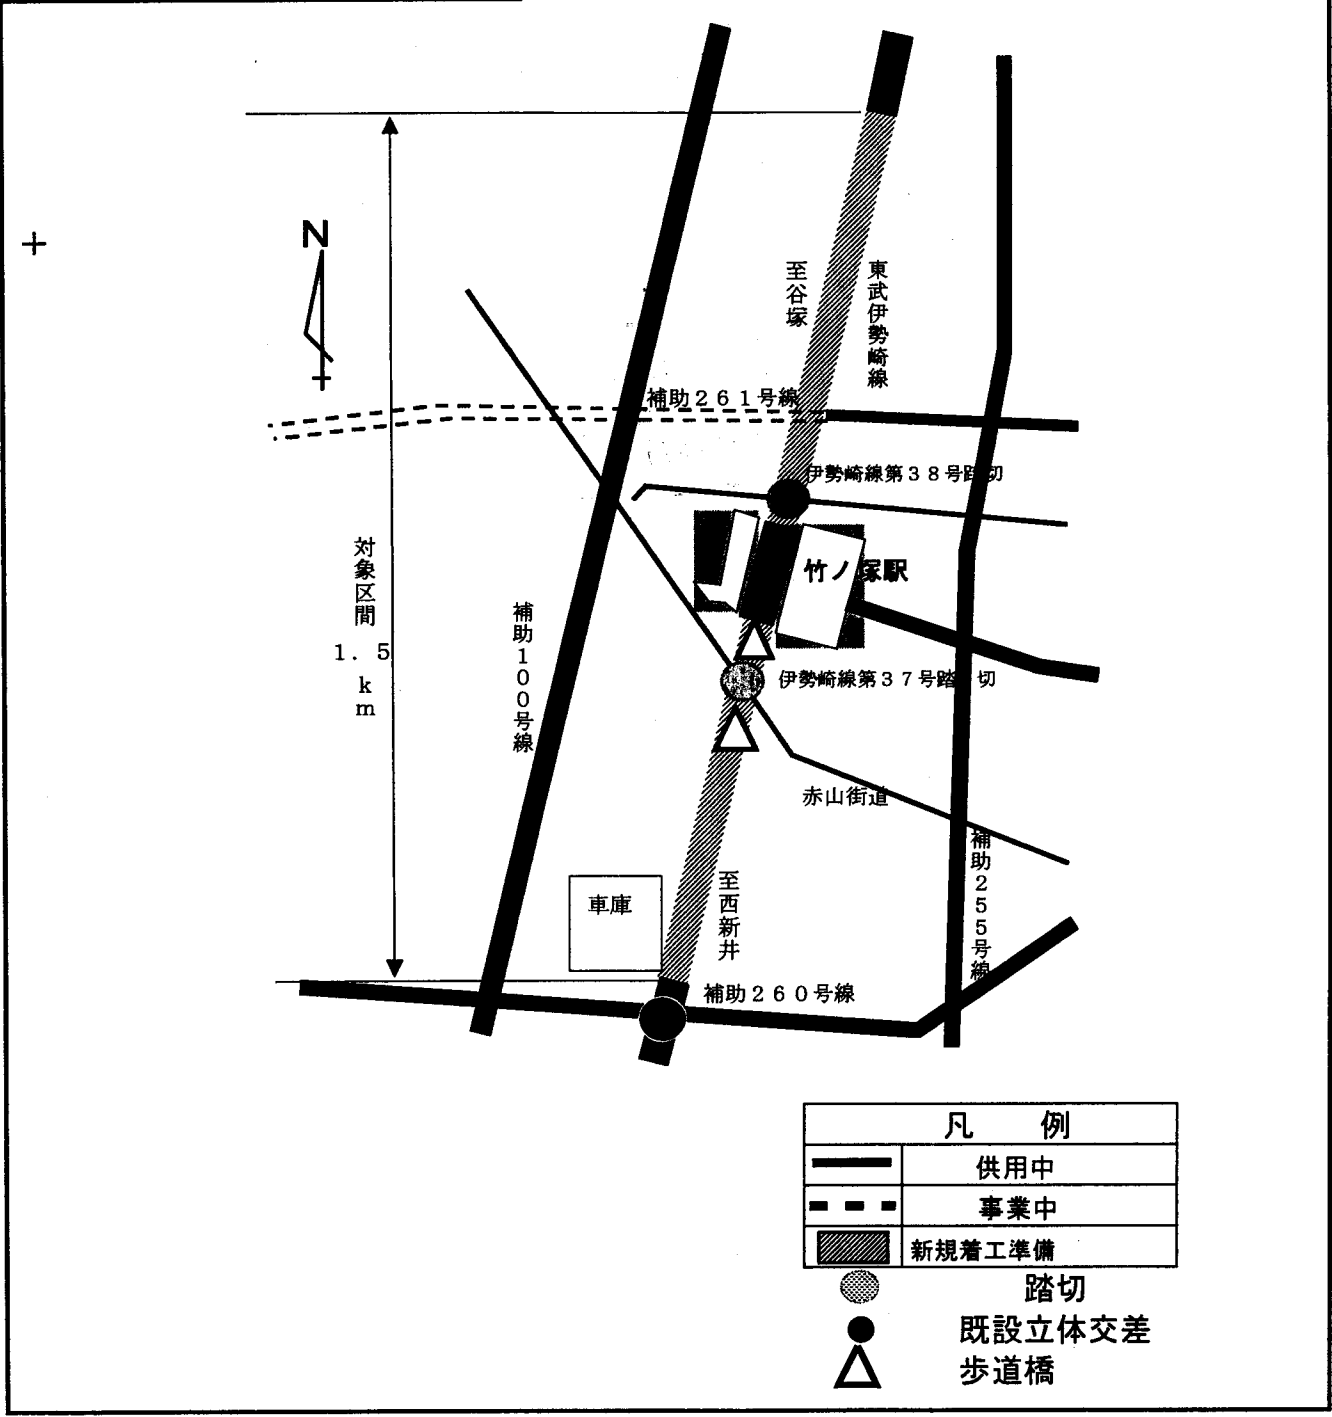 N
至谷塚
東武伊勢崎線
補助２６１号線
伊勢崎線第３８号踏切
対象区間
１．５
ｋ
ｍ
竹ノ塚駅
補助１００号線
伊勢崎線第３７号踏切
赤山街道
補助２５５号線
車庫
至西新井
補助２６０号線
凡 例
供用中
事業中
新規着工準備
踏切
既設立体交差
歩道橋